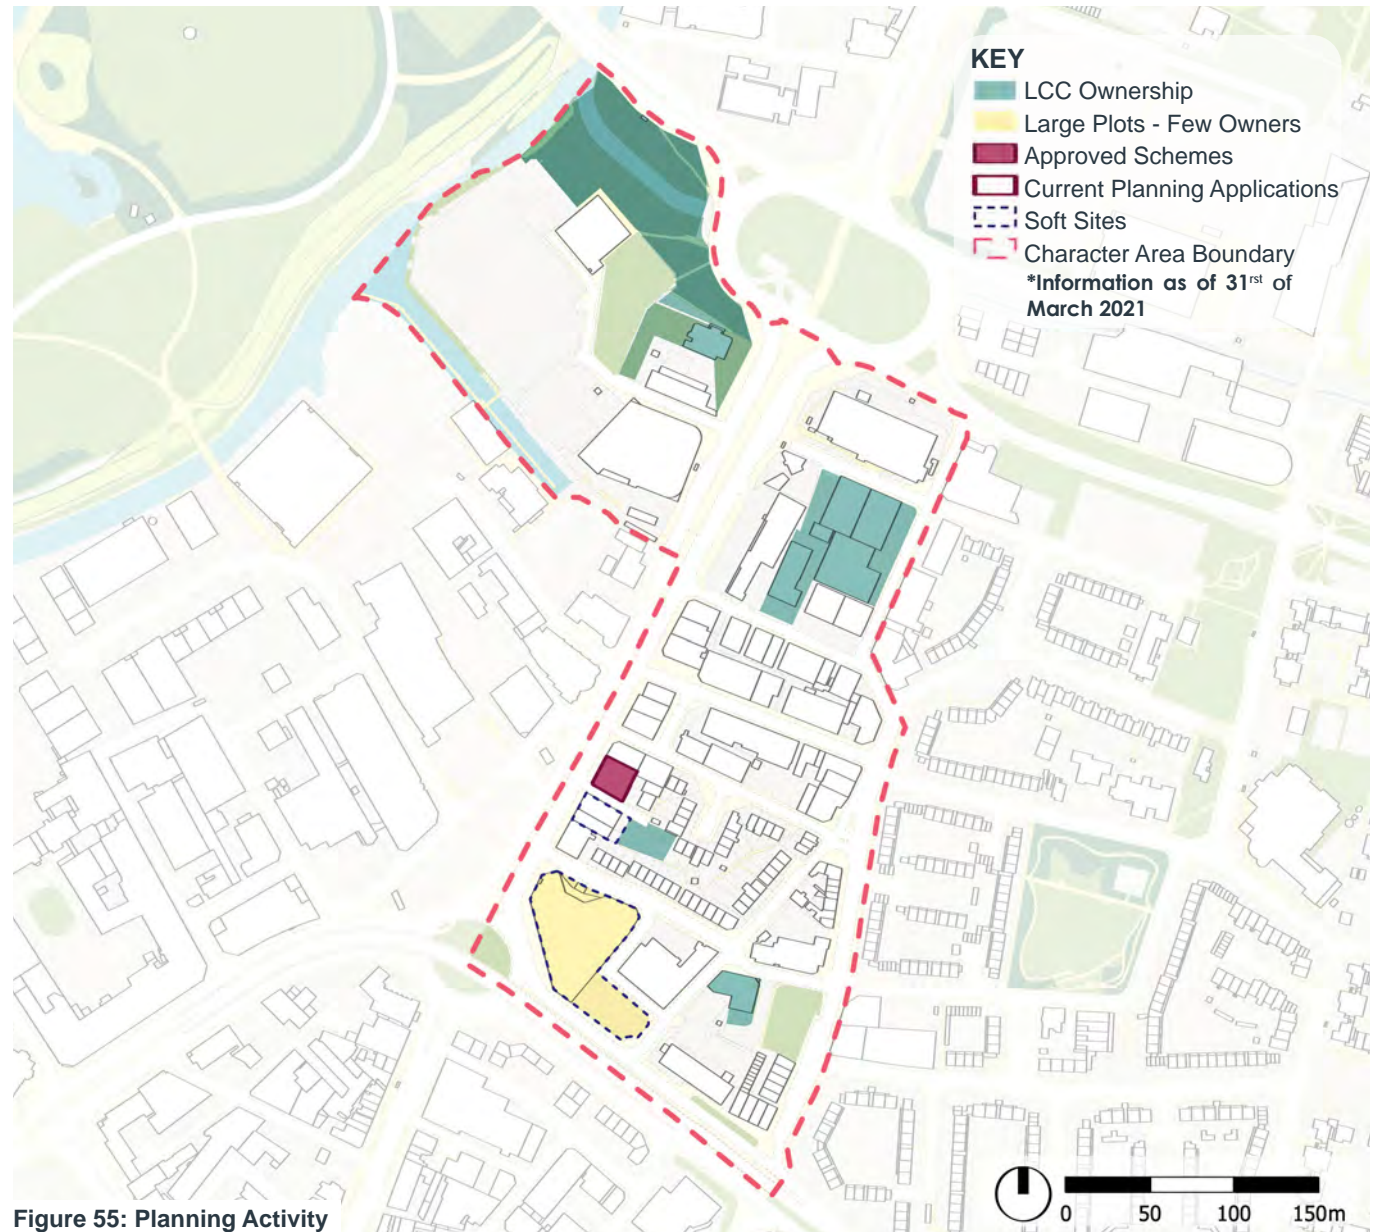 KEY
LCC Ownership
Large Plots - Few Owners
Approved Schemes
Current Planning Applications
Soft Sites
Character Area Boundary
*Information as of 31rst of
March 2021
0 50 100 150m
Figure 55: Planning Activity